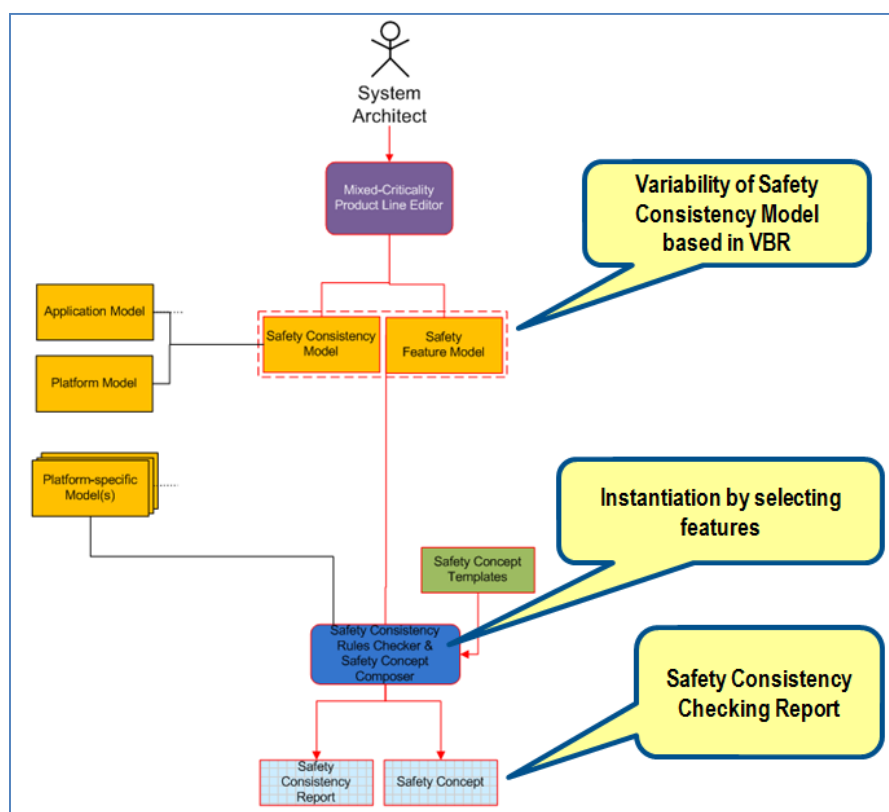 System
Architect
Mixed-Criticality
Product Line Editor
Variability of Safety
Consistency Model
based in VBR
Application Model
Safety Consistency
Model
Safety
Feature Model
Platform Model
Platform-specific
Model(s)
Instantiation by selecting
features
Safety Concept
Templates
Safety Consistency
Rules Checker &
Safety Concept
Composer
Safety Consistency
Checking Report
Safety
Consistency
Report
Safety Concept